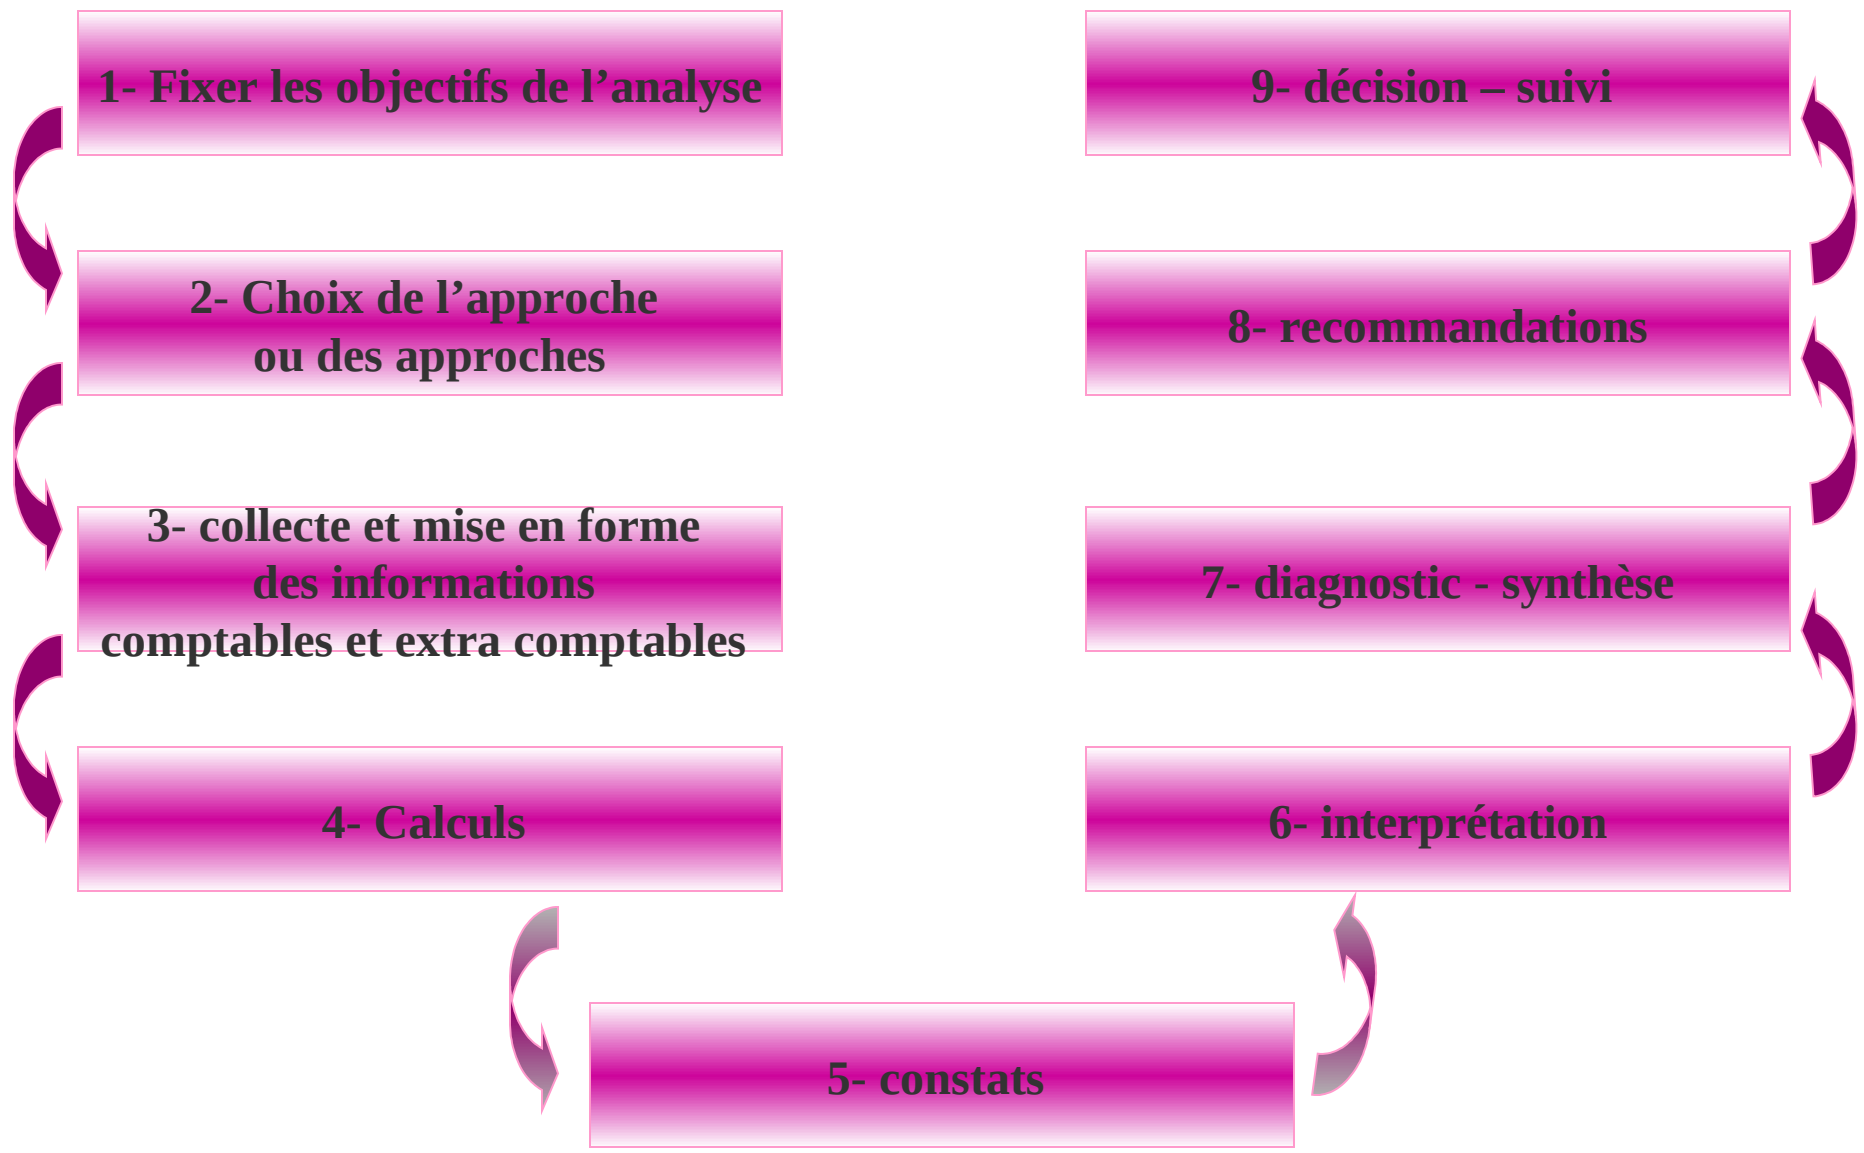 1- Fixer les objectifs de l’analyse
2- Choix de l’approche
ou des approches
3- collecte et mise en forme
des informations
comptables et extra comptables
4- Calculs
5- constats
6- interprétation
7- diagnostic - synthèse
8- recommandations
9- décision – suivi